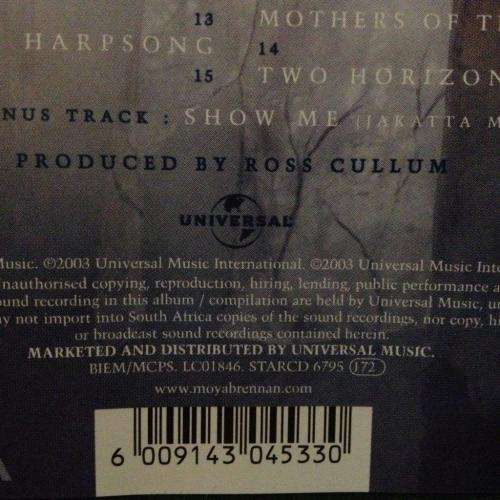 13 MOTHERS OF
HARPSONG 14
15 TWO HORIZON
BONUS TRACK : SHOW ME (JAKATTA
PRODUCED BY ROSS CULLUM
UNIVERSAL
Music. ℗2003 Universal Music International. ©2003 Universal Music
nauthorised copying, reproduction, hiring, lending, public performance
ound recording in this album / compilation are held by Universal Music,
not import into South Africa copies of the sound recordings, nor copy,
or broadcast sound recordings contained herein.
MARKETED AND DISTRIBUTED BY UNIVERSAL MUSIC.
BIEM/MCPS. LC01846. STARCD 6795 (172)
www.moyabrennan.com
6 009143 045330